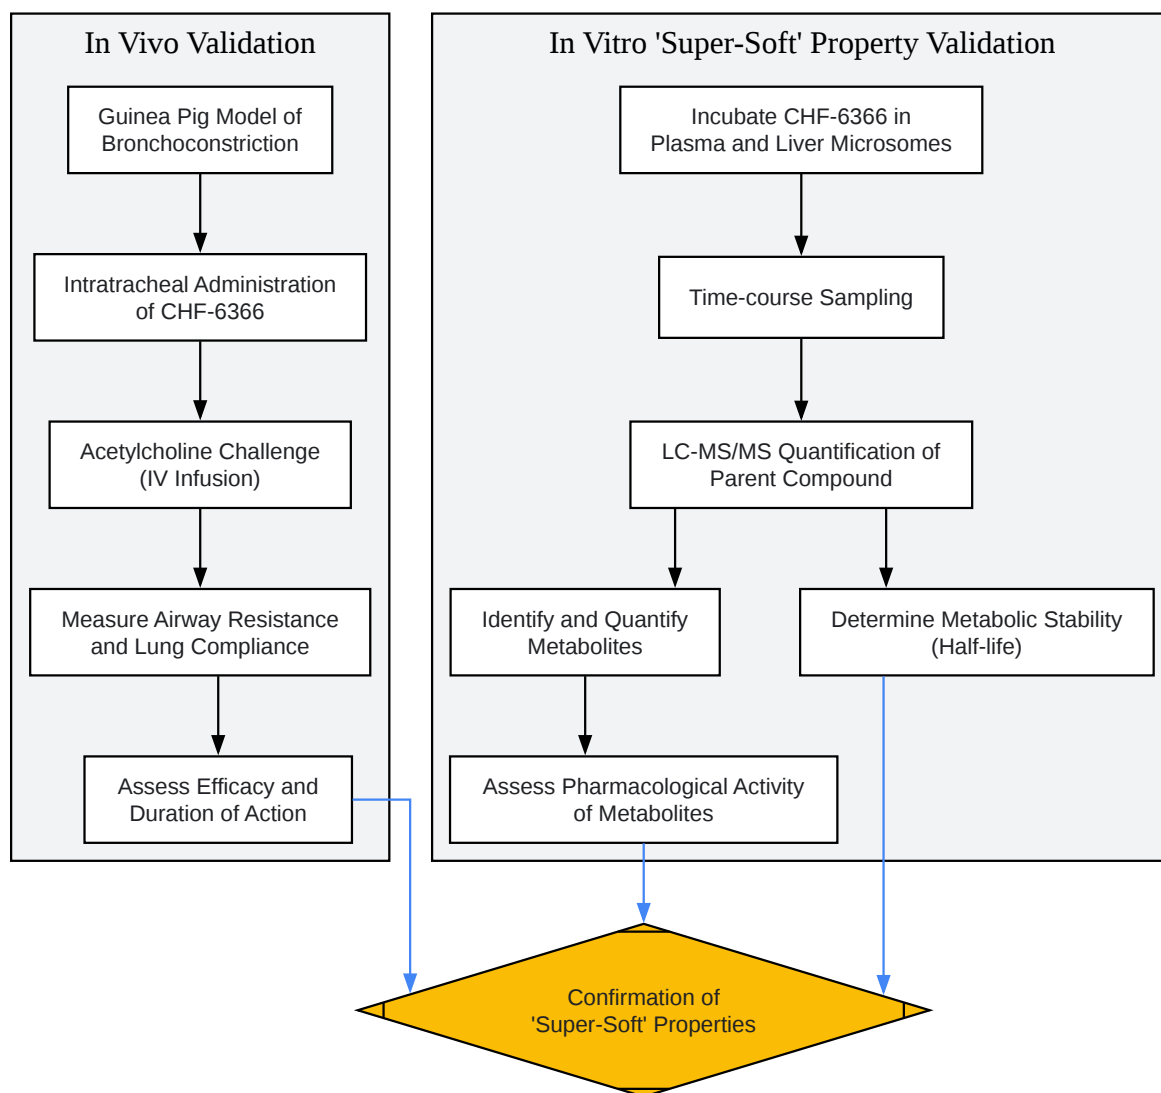 In Vivo Validation
Guinea Pig Model of
Bronchoconstriction
Intratracheal Administration
of CHF-6366
Acetylcholine Challenge
(IV Infusion)
Measure Airway Resistance
and Lung Compliance
Assess Efficacy and
Duration of Action
In Vitro 'Super-Soft' Property Validation
Incubate CHF-6366 in
Plasma and Liver Microsomes
Time-course Sampling
LC-MS/MS Quantification of
Parent Compound
Identify and Quantify
Metabolites
Determine Metabolic Stability
(Half-life)
Assess Pharmacological Activity
of Metabolites
Confirmation of
'Super-Soft' Properties